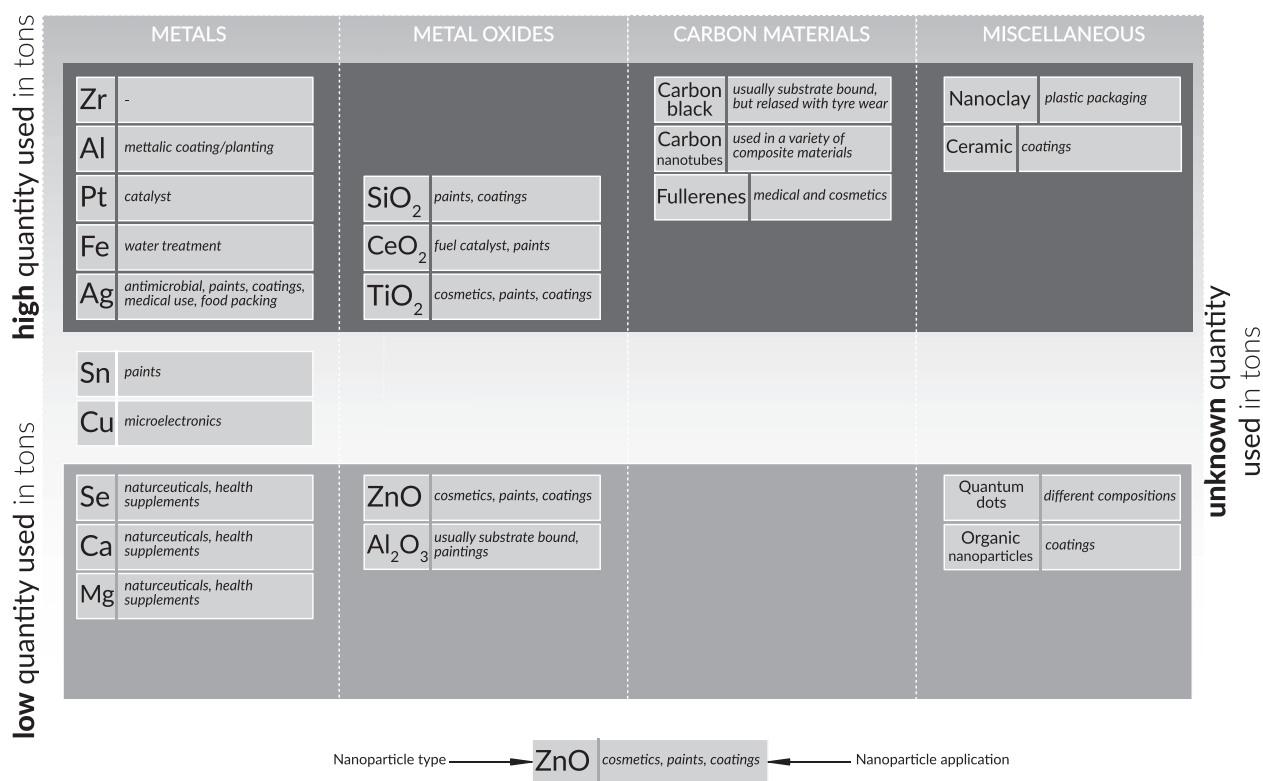 METALS
METAL OXIDES
CARBON MATERIALS
MISCELLANEOUS
high quantity used in tons
Zr
-
Al
mettalic coating/planting
Pt
catalyst
Fe
water treatment
Ag
antimicrobial, paints, coatings,
medical use, food packing
SiO2
paints, coatings
CeO2
fuel catalyst, paints
TiO2
cosmetics, paints, coatings
Carbon
black
usually substrate bound,
but relased with tyre wear
Carbon
nanotubes
used in a variety of
composite materials
Fullerenes
medical and cosmetics
Nanoclay
plastic packaging
Ceramic
coatings
Sn
paints
Cu
microelectronics
unknown quantity
used in tons
low quantity used in tons
Se
naturceuticals, health
supplements
Ca
naturceuticals, health
supplements
Mg
naturceuticals, health
supplements
ZnO
cosmetics, paints, coatings
Al2O3
usually substrate bound,
paintings
Quantum
dots
different compositions
Organic
nanoparticles
coatings
Nanoparticle type
ZnO
cosmetics, paints, coatings
Nanoparticle application